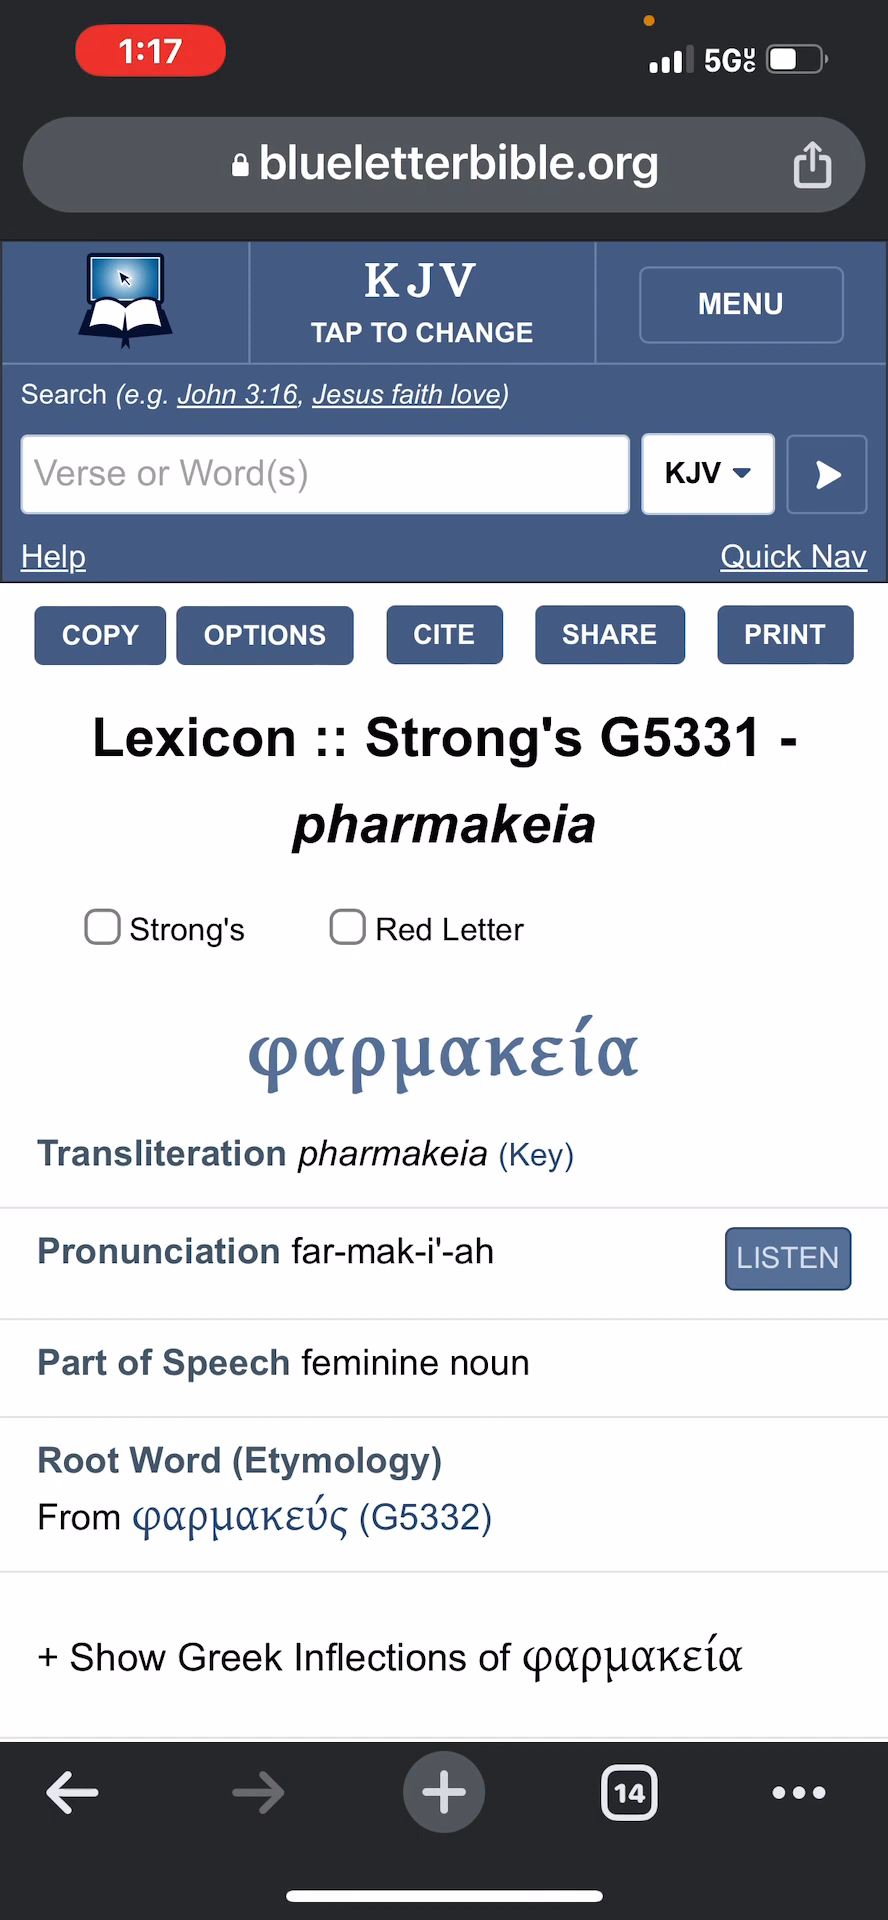 1:17
5G UC
blueletterbible.org
KJV
TAP TO CHANGE
MENU
Search (e.g. John 3:16, Jesus faith love)
Verse or Word(s)
KJV
Help
Quick Nav
COPY
OPTIONS
CITE
SHARE
PRINT
Lexicon :: Strong's G5331 -
pharmakeia
Strong's
Red Letter
φαρμακεία
Transliteration pharmakeia (Key)
Pronunciation far-mak-i'-ah
LISTEN
Part of Speech feminine noun
Root Word (Etymology)
From φαρμακεύς (G5332)
+ Show Greek Inflections of φαρμακεία
14